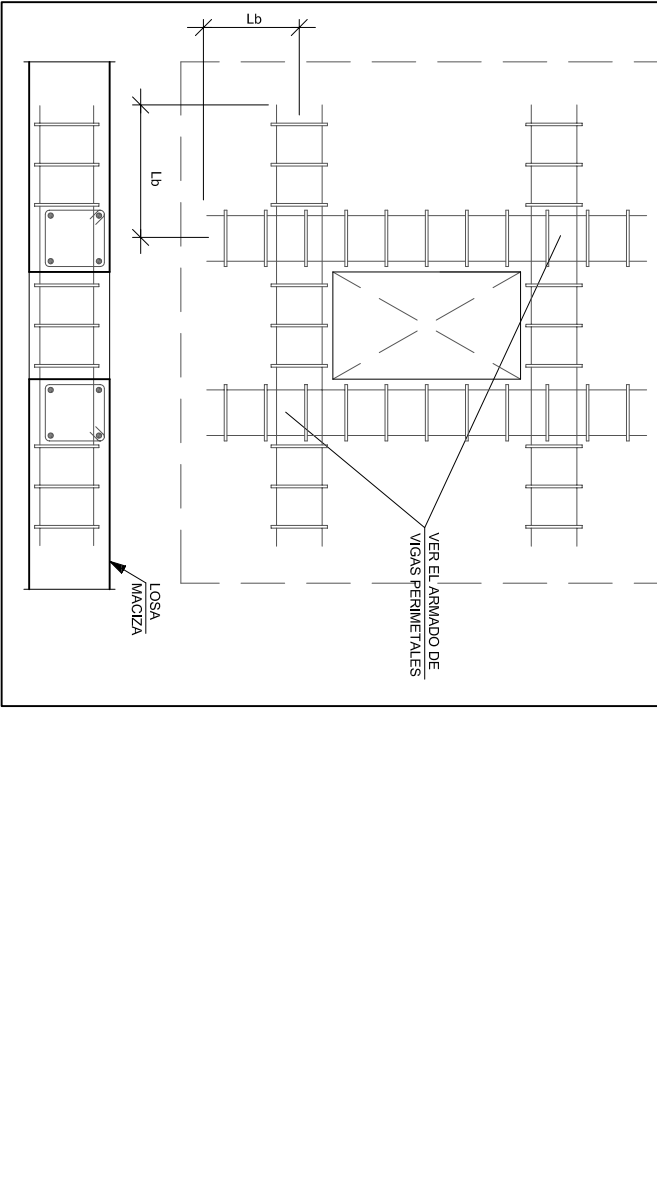 Lb
Lb
VER EL ARMADO DE
VIGAS PERIMETALES
LOSA
MACIZA